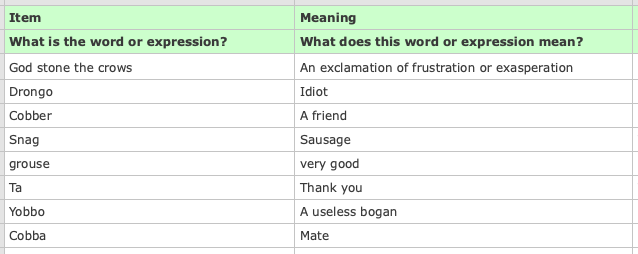 Item Meaning
What is the word or expression? What does this word or expression mean?
God stone the crows An exclamation of frustration or exasperation
Drongo Idiot
Cobber A friend
Snag Sausage
grouse very good
Ta Thank you
Yobbo A useless bogan
Cobba Mate